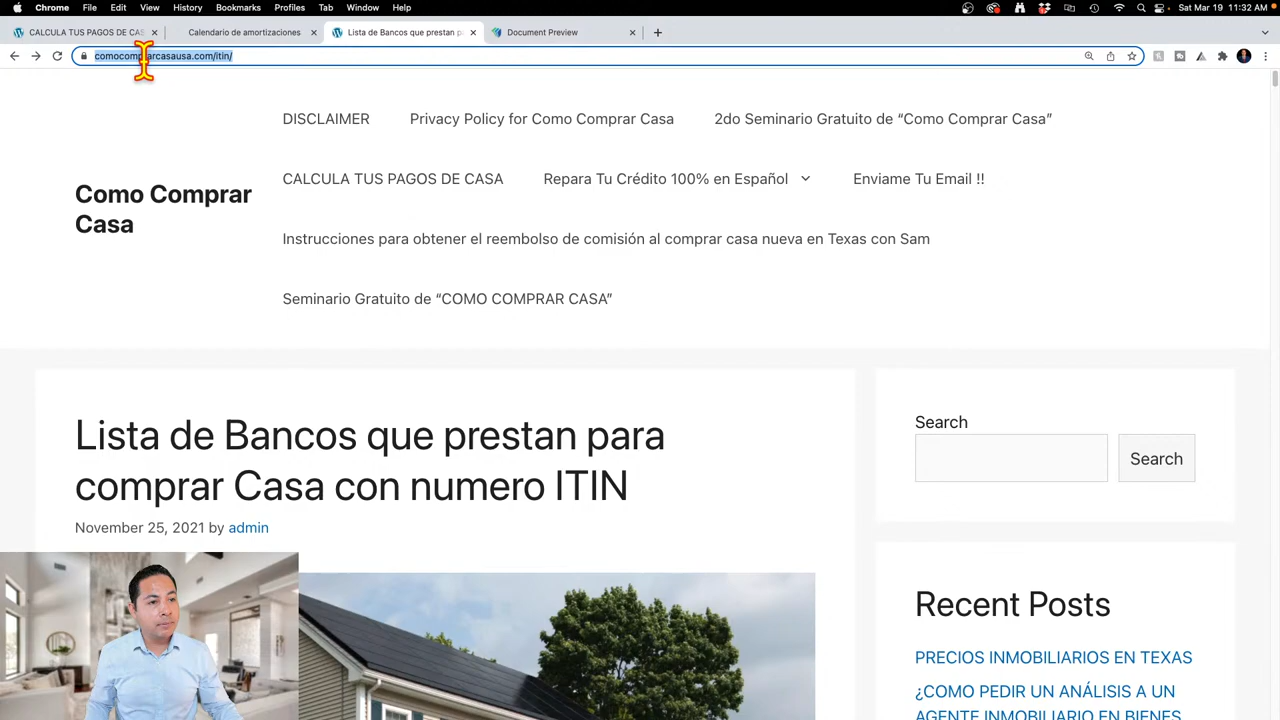 Chrome File Edit View History Bookmarks Profiles Tab Window Help Sat Mar 19 11:32 AM
CALCULA TUS PAGOS DE CAS Calendario de amortizaciones Lista de Bancos que prestan p Document Preview
comocomprarcasausa.com/itin/
DISCLAIMER Privacy Policy for Como Comprar Casa 2do Seminario Gratuito de “Como Comprar Casa”
CALCULA TUS PAGOS DE CASA Repara Tu Crédito 100% en Español Enviame Tu Email !!
Como Comprar
Casa
Instrucciones para obtener el reembolso de comisión al comprar casa nueva en Texas con Sam
Seminario Gratuito de “COMO COMPRAR CASA”
Lista de Bancos que prestan para
comprar Casa con numero ITIN
November 25, 2021 by admin
Search
Search
Recent Posts
PRECIOS INMOBILIARIOS EN TEXAS
¿COMO PEDIR UN ANÁLISIS A UN
AGENTE INMOBILIARIO EN BIENES